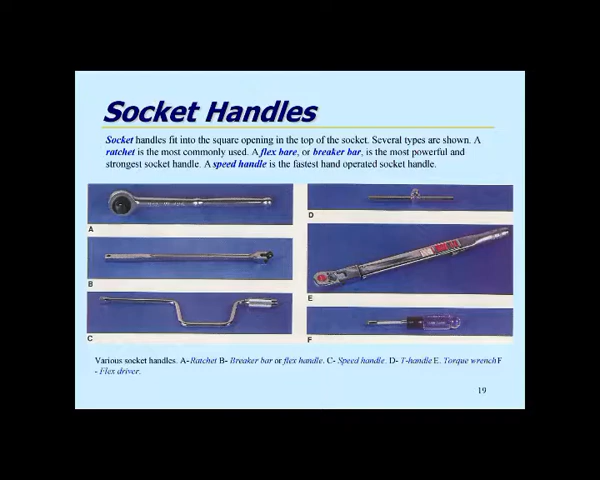 Socket Handles
Socket handles fit into the square opening in the top of the socket. Several types are shown. A
ratchet is the most commonly used. A flex bare, or breaker bar, is the most powerful and
strongest socket handle. A speed handle is the fastest hand operated socket handle.
A
D
B
E
C
F
Various socket handles. A- Ratchet B- Breaker bar or flex handle. C- Speed handle. D- T-handle E. Torque wrench F
- Flex driver.
19